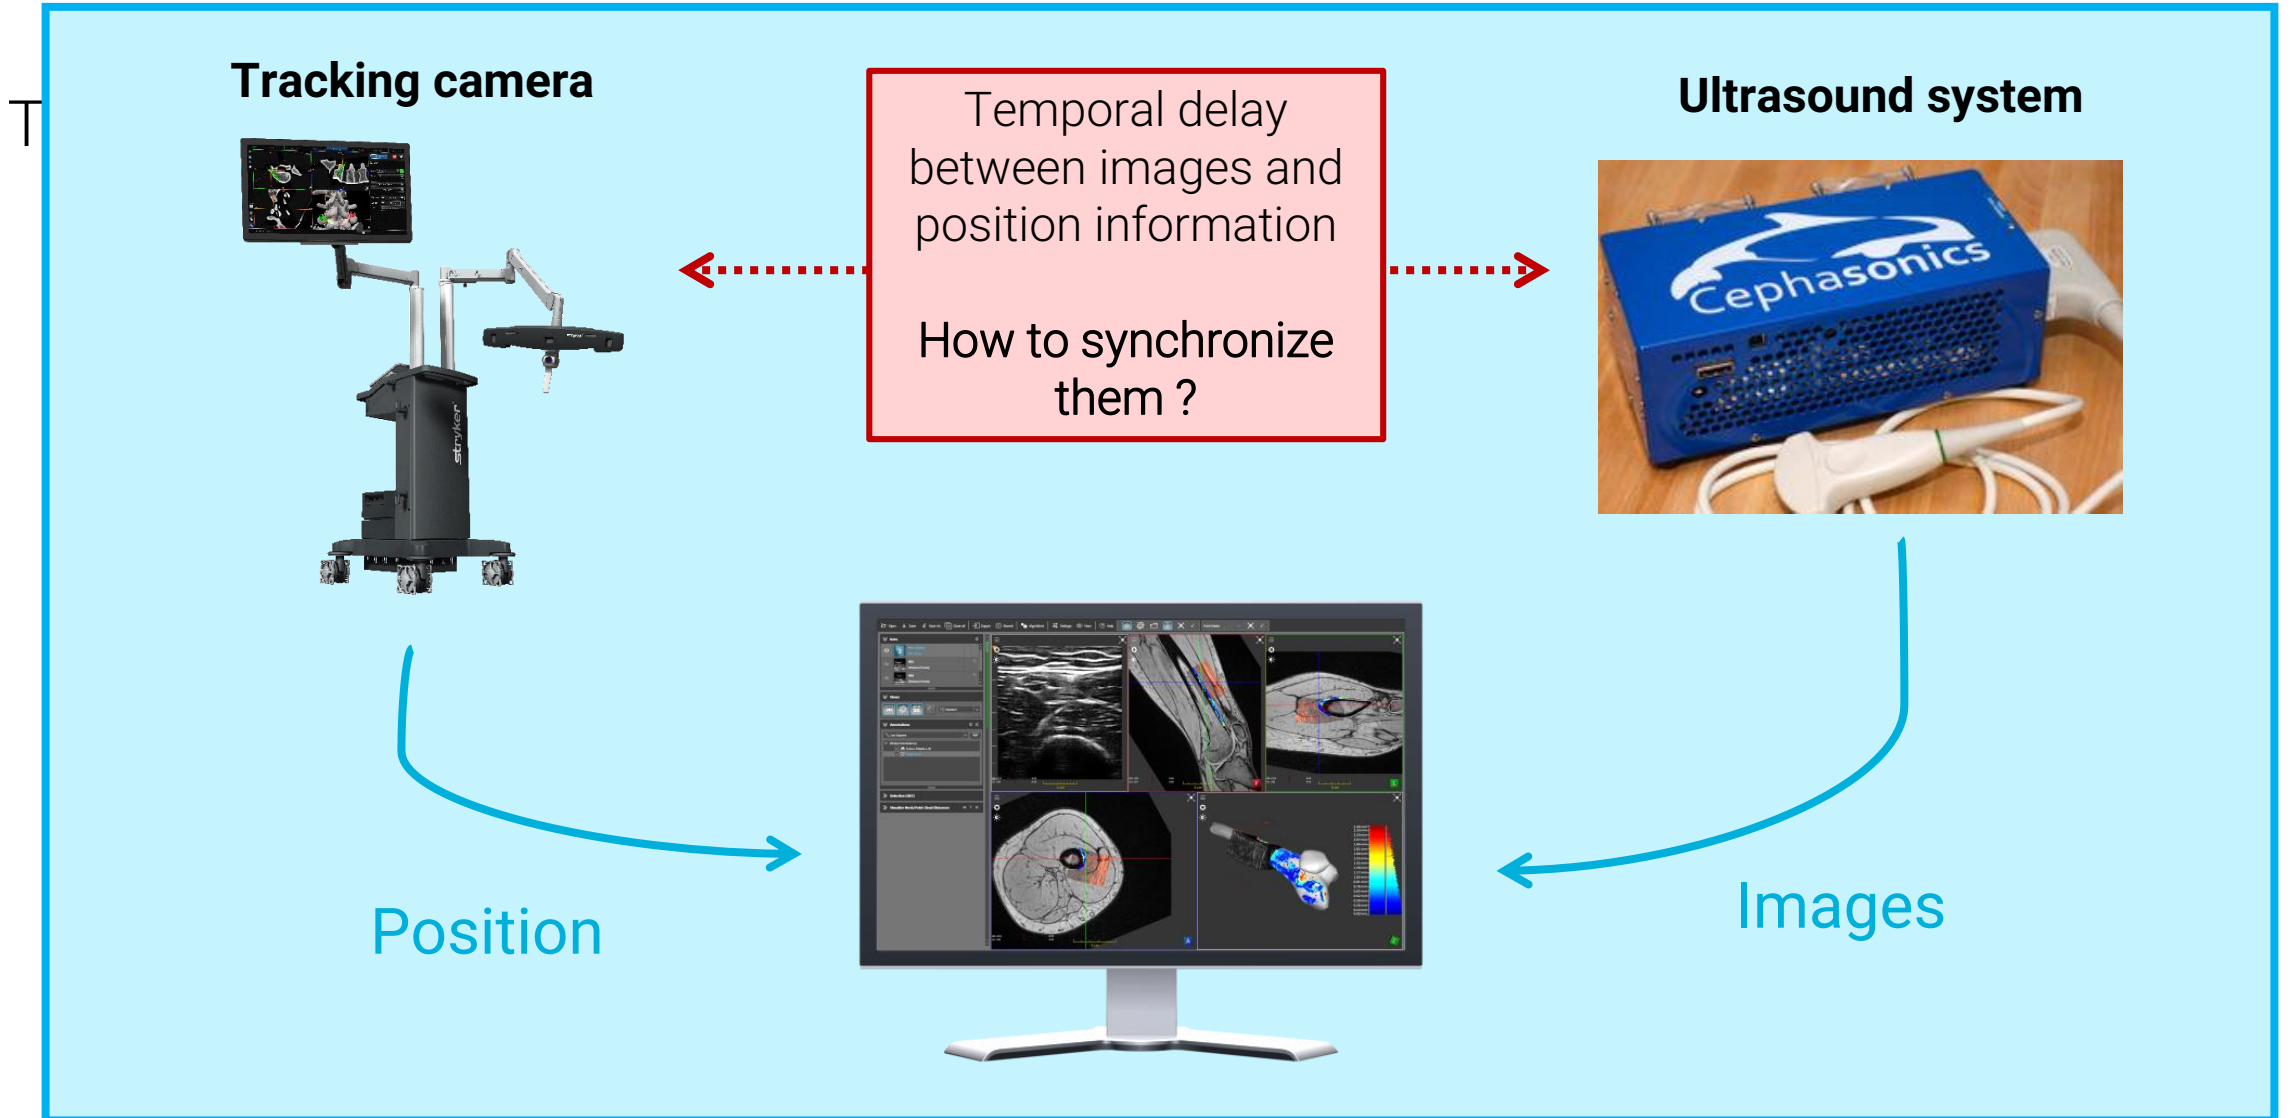 T
Tracking camera
Temporal delay
between images and
position information
How to synchronize
them ?
Ultrasound system
stryker
Cephasonics
Position
Images